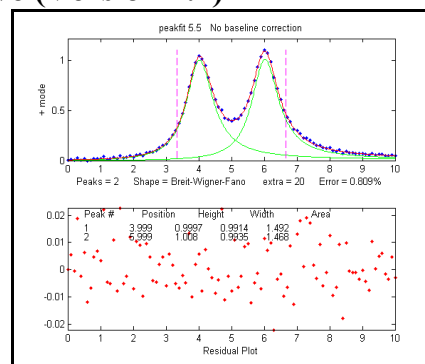 peakfit 5.5 No baseline correction
+ mode
1
0.5
0
0 1 2 3 4 5 6 7 8 9 10
Peaks = 2 Shape = Breit-Wigner-Fano extra = 20 Error = 0.809%
0.02
0.01
0
-0.01
-0.02
Peak # Position Height Width Area
1 3.999 0.9997 0.9914 1.492
2 5.999 1.008 0.9935 1.468
0 1 2 3 4 5 6 7 8 9 10
Residual Plot